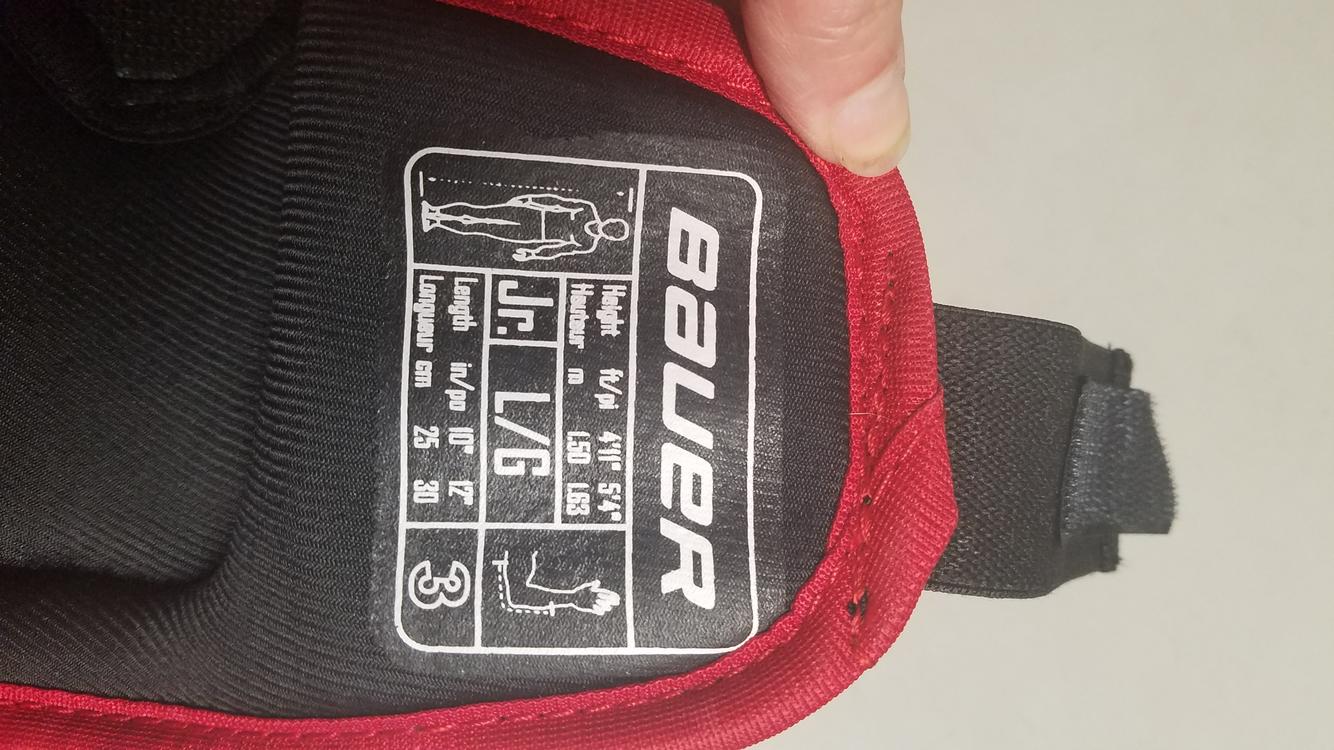 BAUER
Height ft/pi 4'11" 5'4"
Hauteur m 1.50 1.63
Jr. L/G
Length in/po 10" 12"
Longueur cm 25 30
3